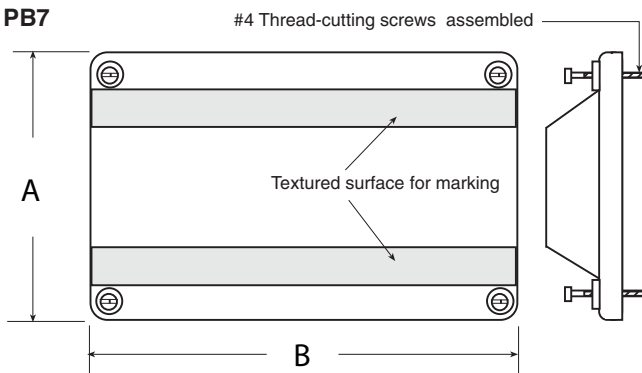 PB7
#4 Thread-cutting screws assembled
A
Textured surface for marking
B